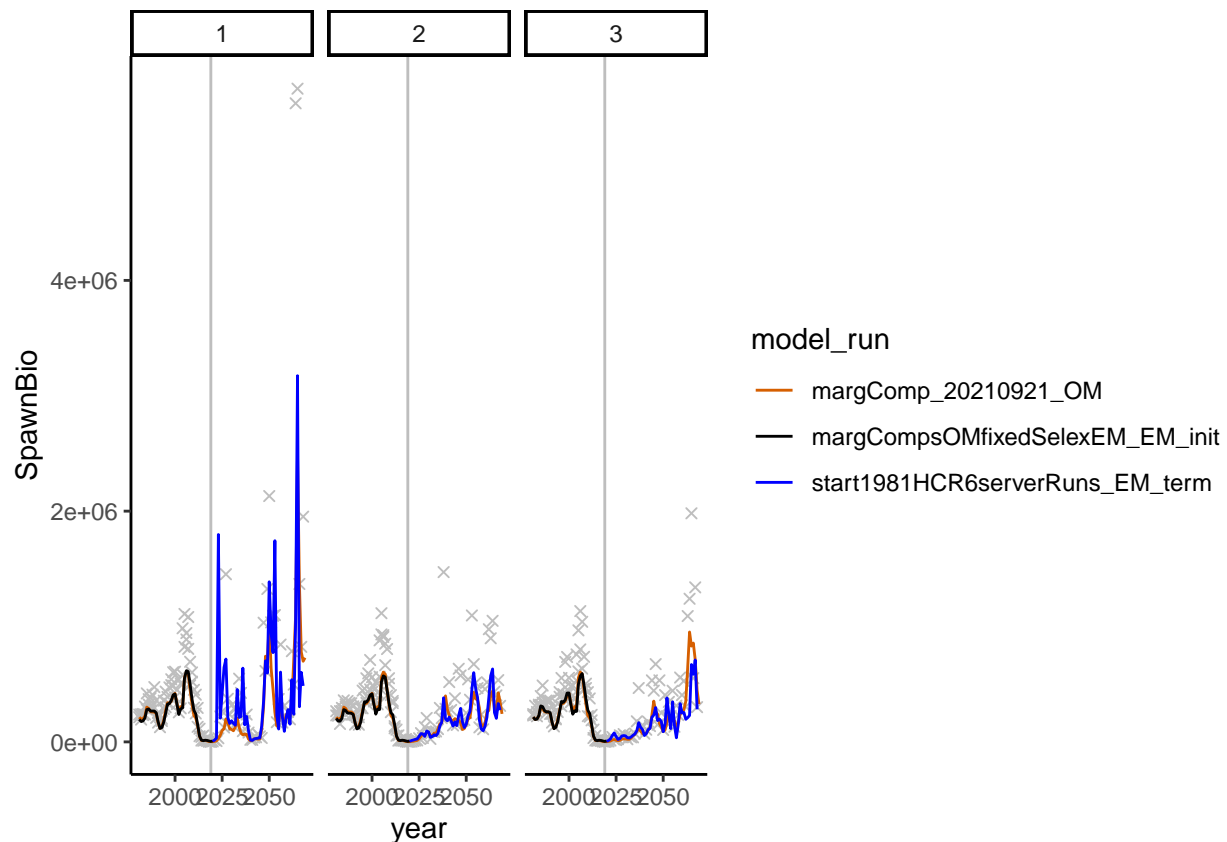 1 2 3
4e+06
2e+06
0e+00
SpawnBio
2000 2025 2050 2000 2025 2050 2000 2025 2050
year
model_run
margComp_20210921_OM
margCompsOMfixedSelexEM_EM_init
start1981HCR6serverRuns_EM_term